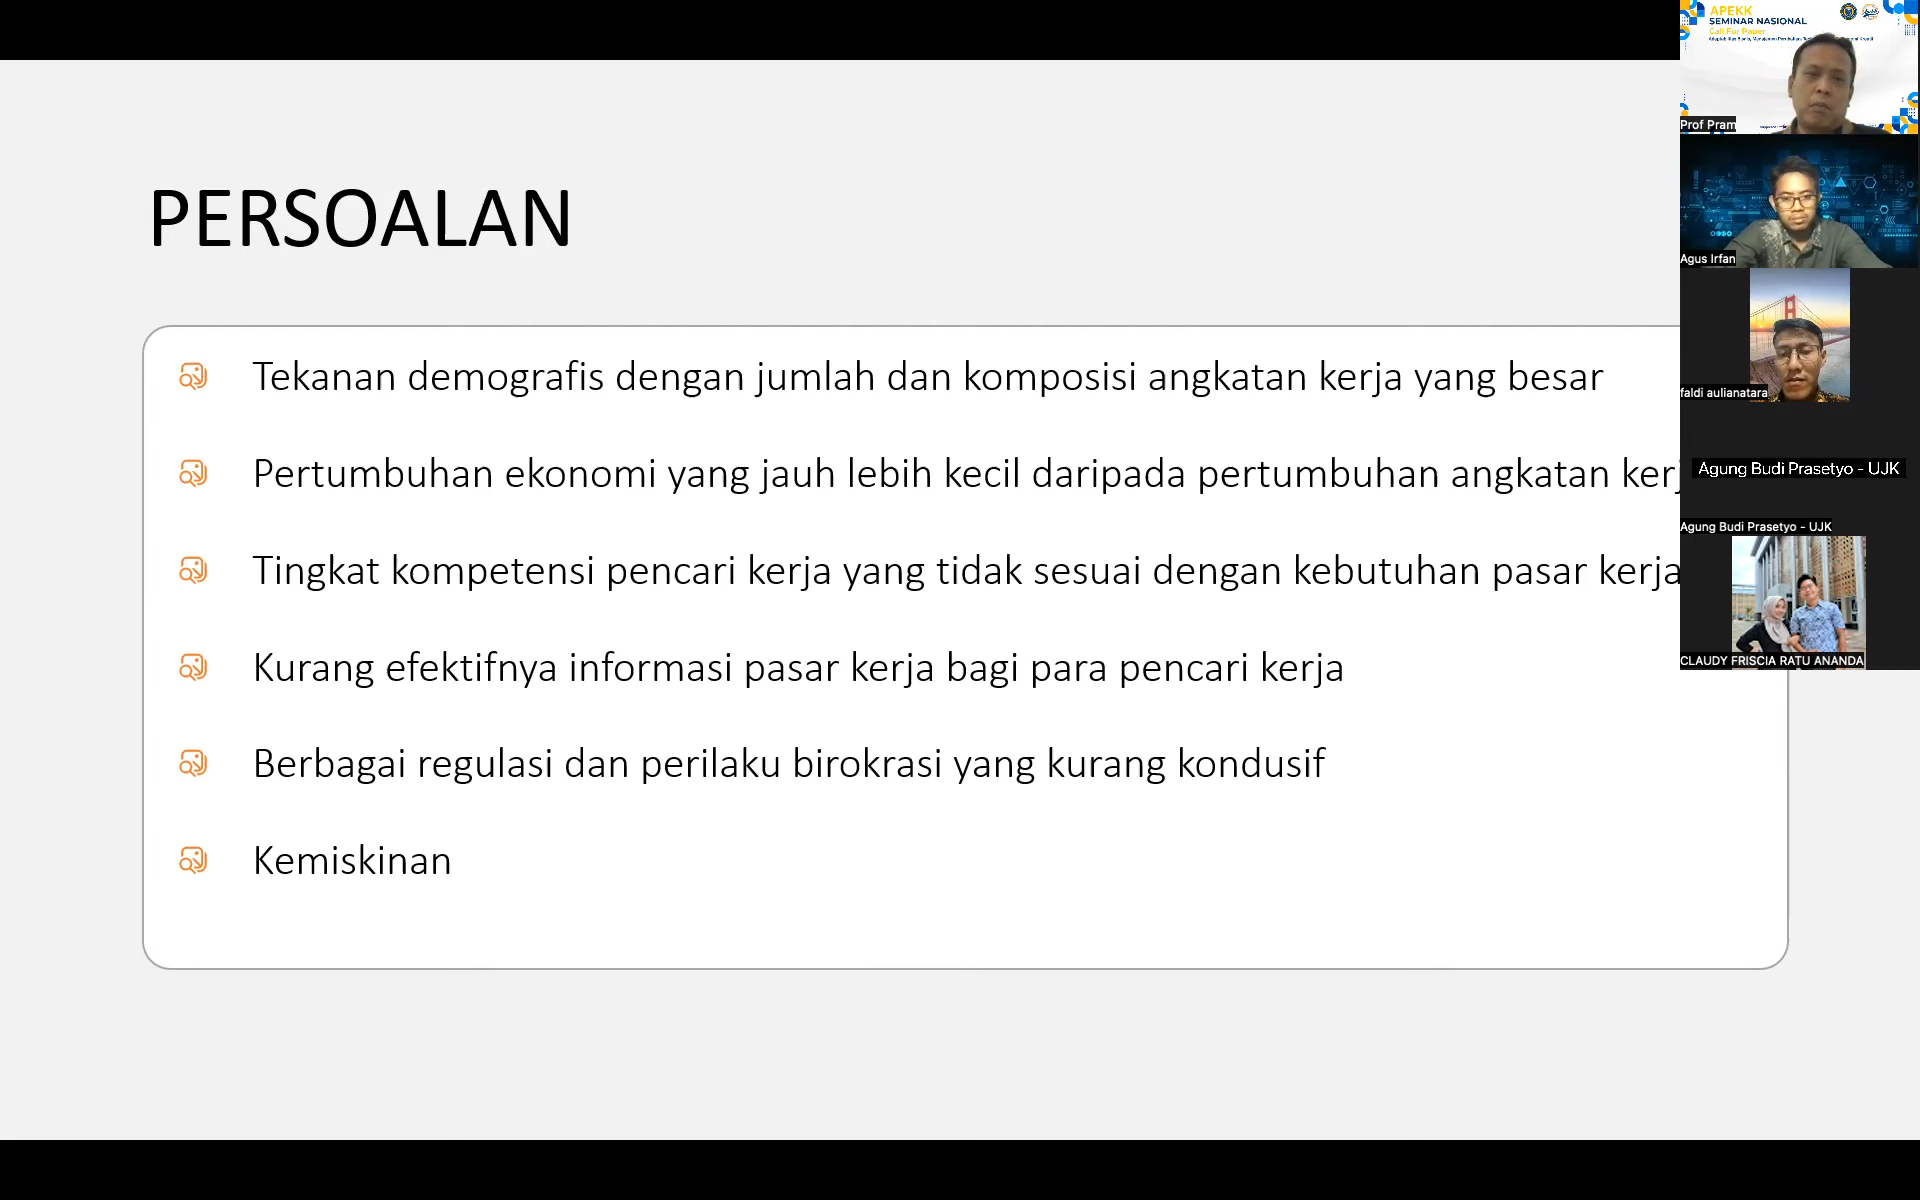 PERSOALAN
Tekanan demografis dengan jumlah dan komposisi angkatan kerja yang besar
Pertumbuhan ekonomi yang jauh lebih kecil daripada pertumbuhan angkatan kerj
Tingkat kompetensi pencari kerja yang tidak sesuai dengan kebutuhan pasar kerja
Kurang efektifnya informasi pasar kerja bagi para pencari kerja
Berbagai regulasi dan perilaku birokrasi yang kurang kondusif
Kemiskinan
APEKK
SEMINAR NASIONAL
Call For Paper
Prof Pram
Agus Irfan
faldi aulianatara
Agung Budi Prasetyo - UJK
Agung Budi Prasetyo - UJK
CLAUDY FRISCIA RATU ANANDA